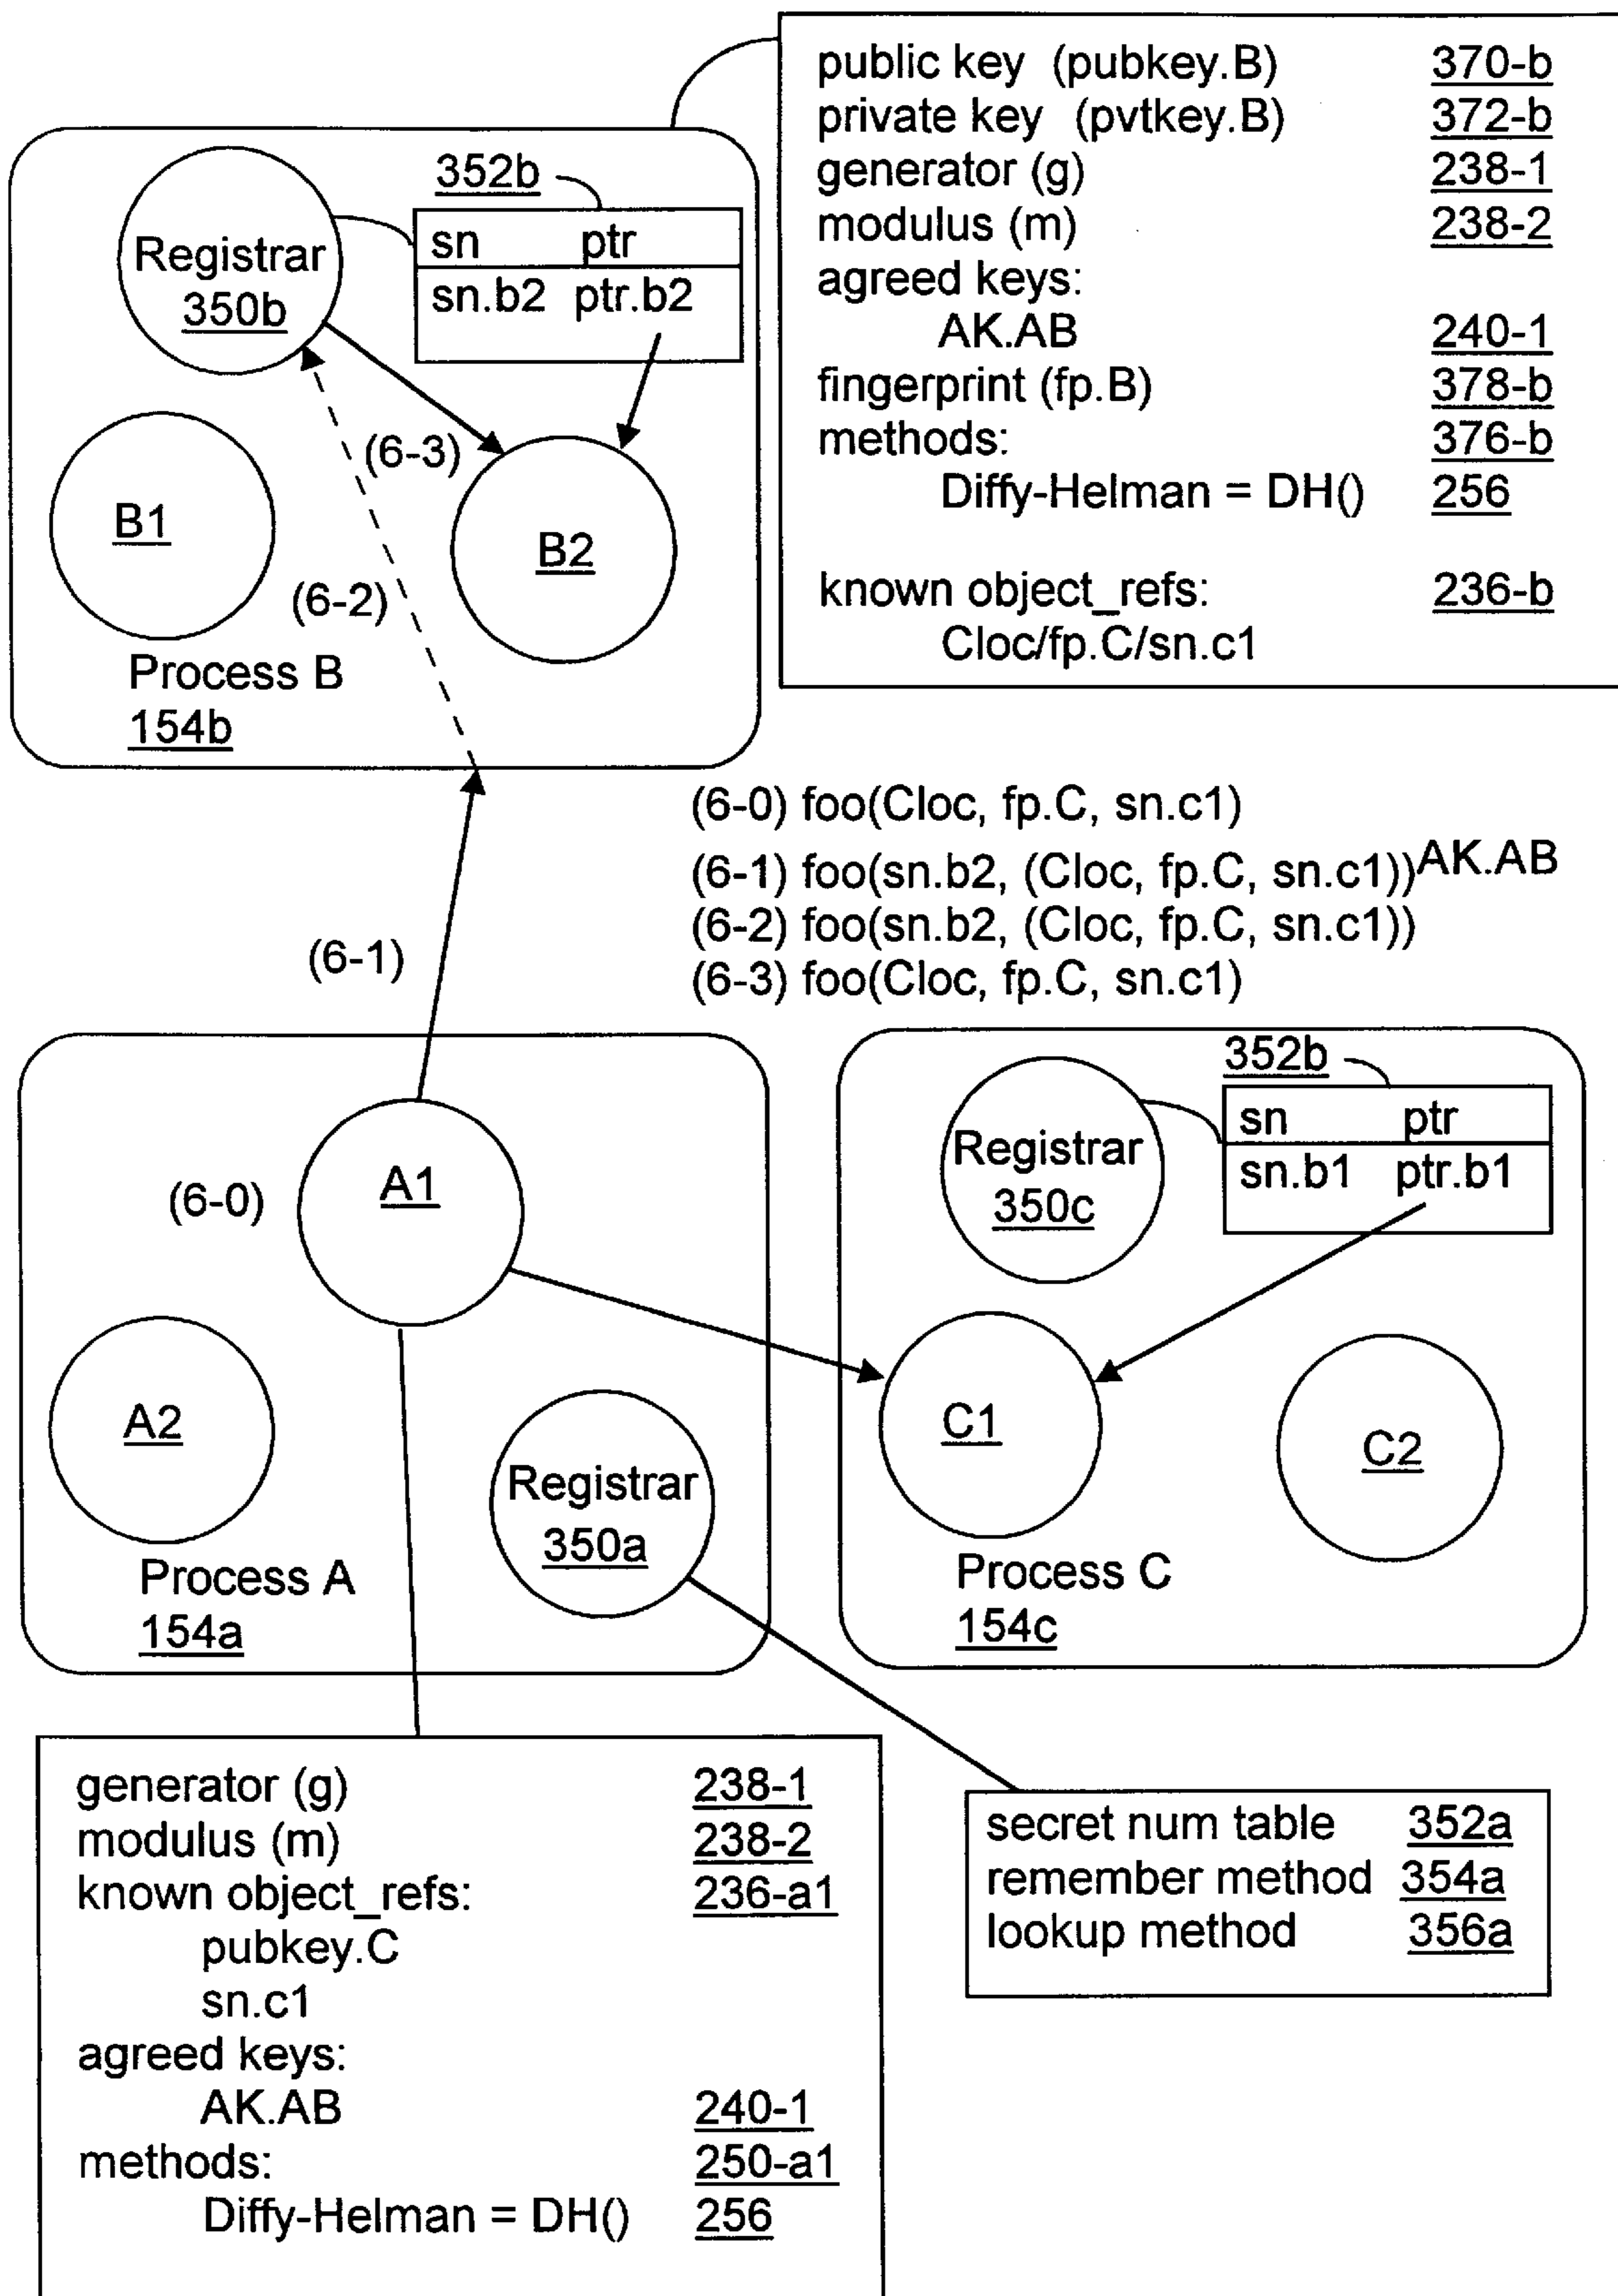 public key (pubkey.B) 370-b
private key (pvtkey.B) 372-b
generator (g) 238-1
modulus (m) 238-2
agreed keys:
AK.AB 240-1
fingerprint (fp.B) 378-b
methods: 376-b
Diffy-Helman = DH() 256
known object_refs: 236-b
Cloc/fp.C/sn.c1
352b
sn ptr
sn.b2 ptr.b2
Registrar
350b
(6-3)
B1
B2
(6-2)
Process B
154b
(6-0) foo(Cloc, fp.C, sn.c1)
(6-1) foo(sn.b2, (Cloc, fp.C, sn.c1))AK.AB
(6-2) foo(sn.b2, (Cloc, fp.C, sn.c1))
(6-3) foo(Cloc, fp.C, sn.c1)
(6-1)
A1
(6-0)
A2
Registrar
350a
Process A
154a
352b
sn ptr
sn.b1 ptr.b1
Registrar
350c
C1
C2
Process C
154c
generator (g) 238-1
modulus (m) 238-2
known object_refs: 236-a1
pubkey.C
sn.c1
agreed keys:
AK.AB 240-1
methods: 250-a1
Diffy-Helman = DH() 256
secret num table 352a
remember method 354a
lookup method 356a